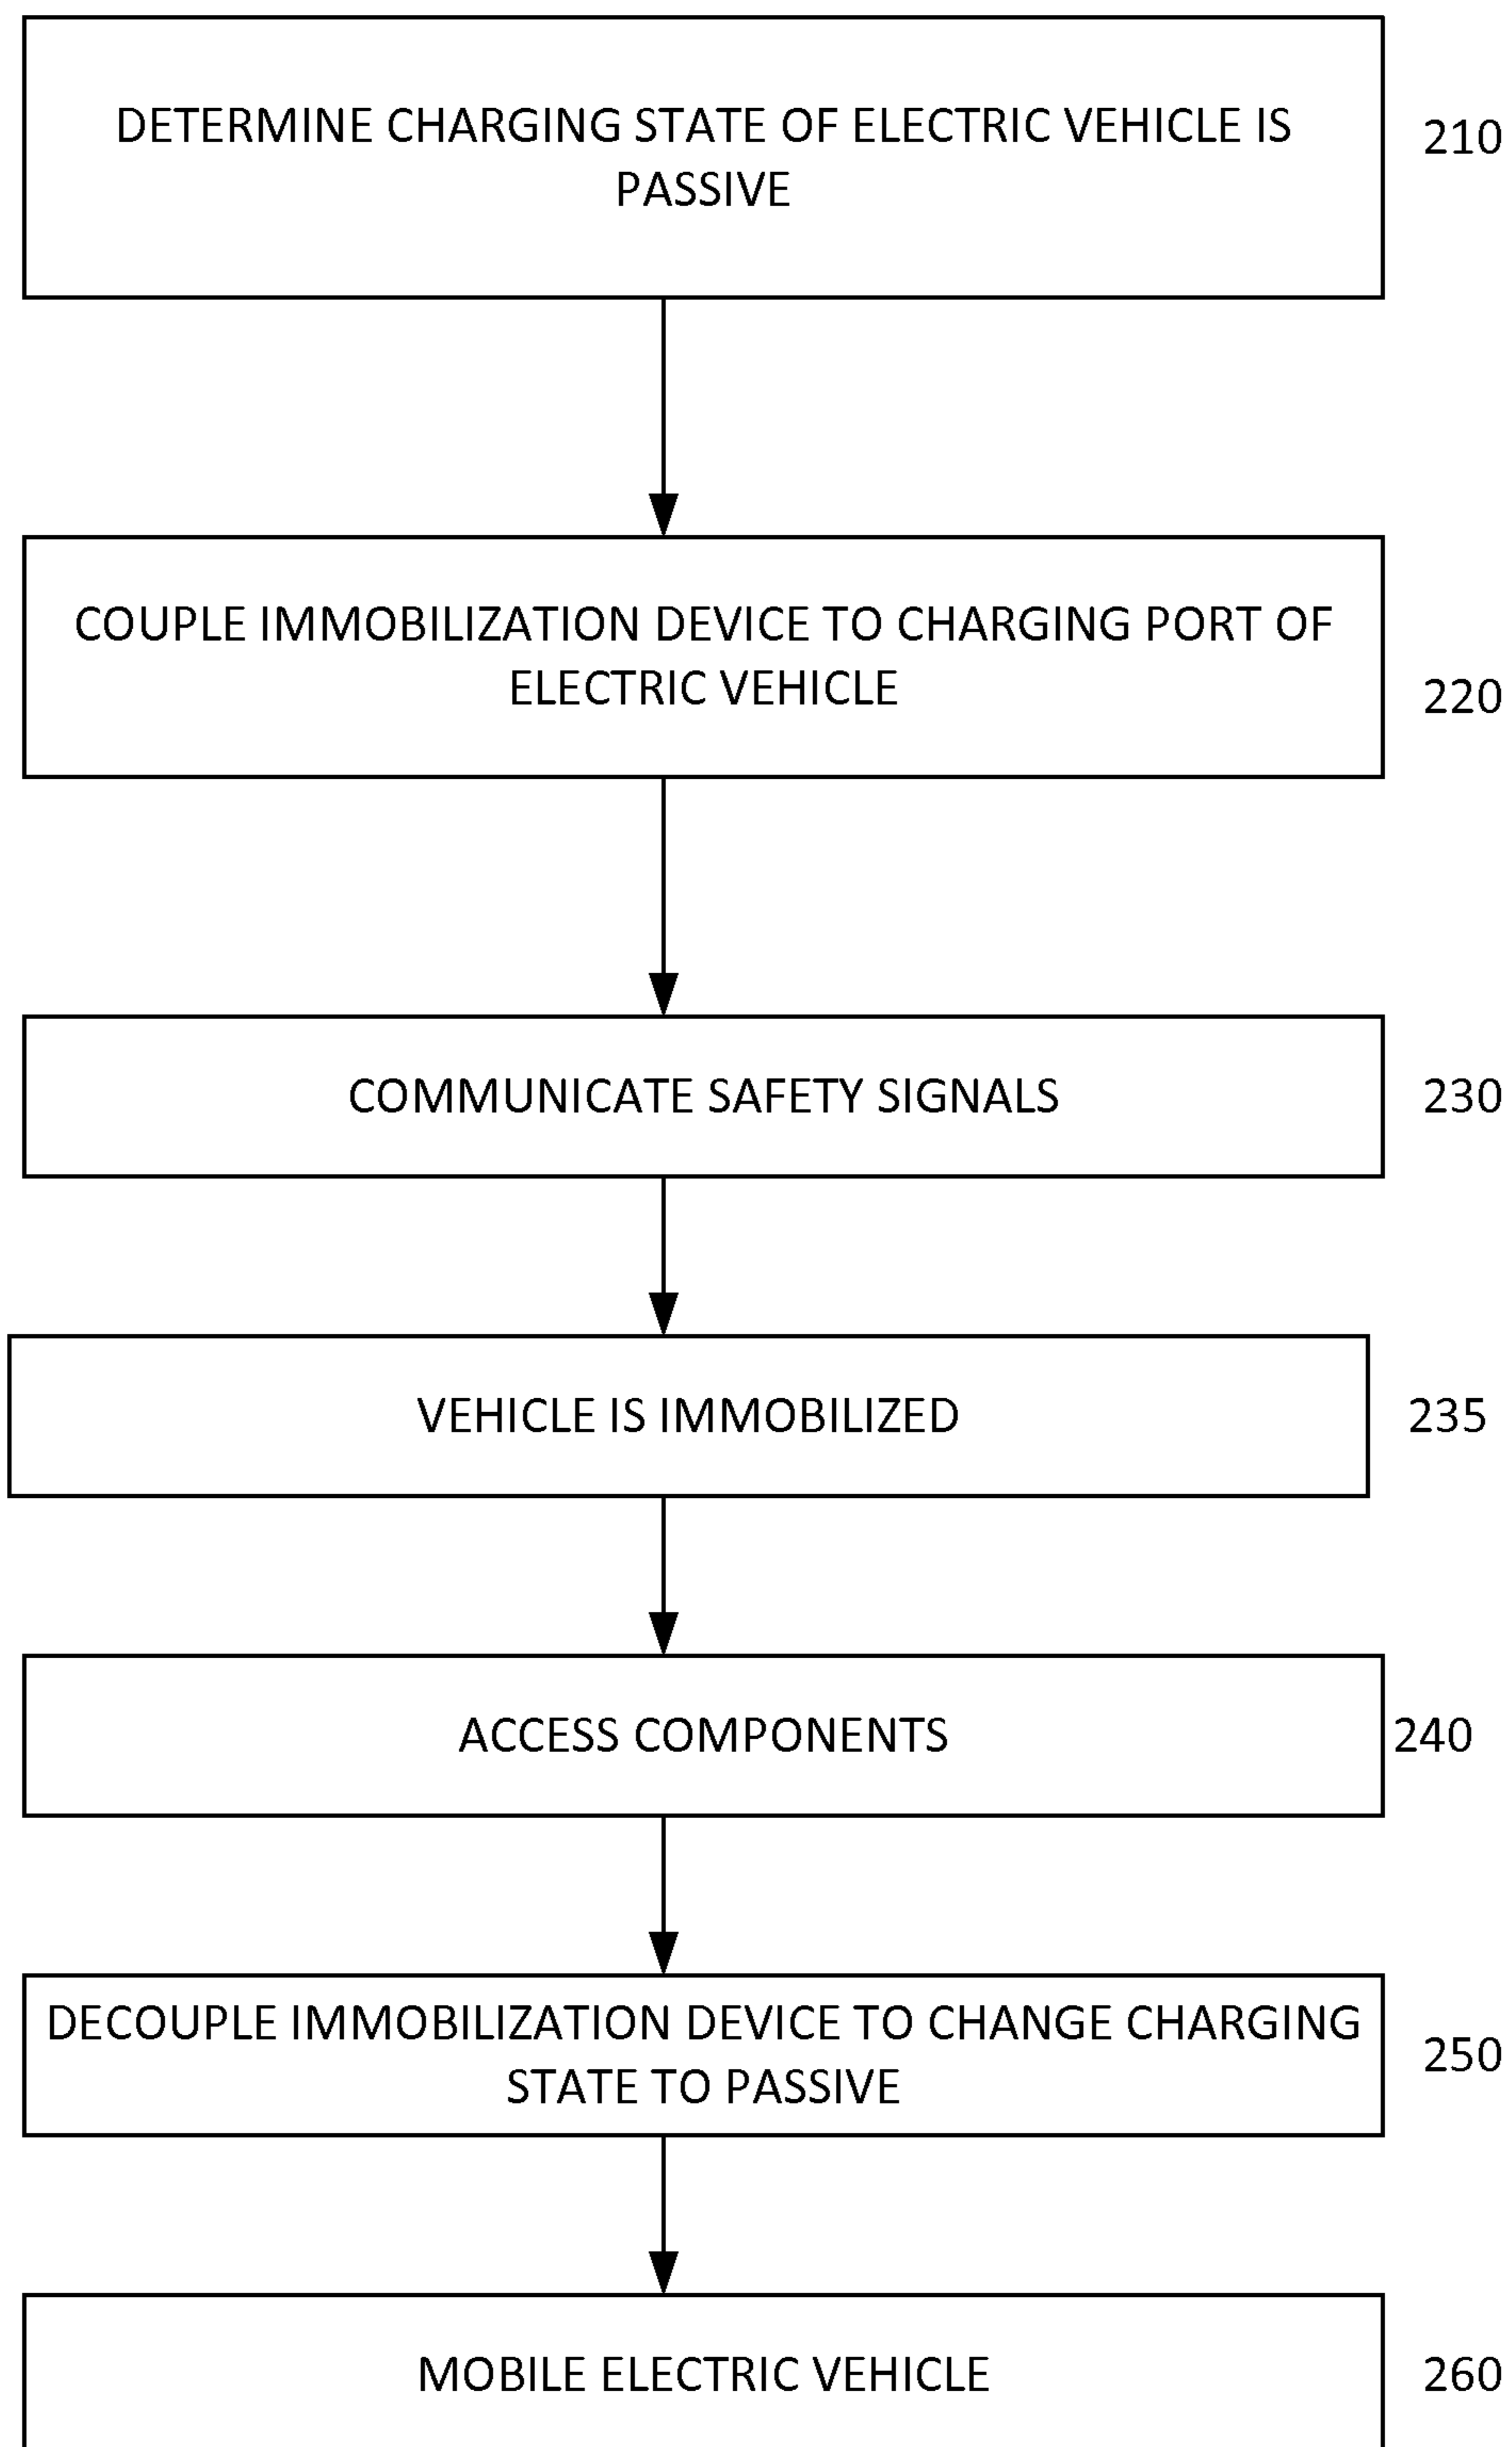 DETERMINE CHARGING STATE OF ELECTRIC VEHICLE IS
PASSIVE
210
COUPLE IMMOBILIZATION DEVICE TO CHARGING PORT OF
ELECTRIC VEHICLE
220
COMMUNICATE SAFETY SIGNALS
230
VEHICLE IS IMMOBILIZED
235
ACCESS COMPONENTS
240
DECOUPLE IMMOBILIZATION DEVICE TO CHANGE CHARGING
STATE TO PASSIVE
250
MOBILE ELECTRIC VEHICLE
260